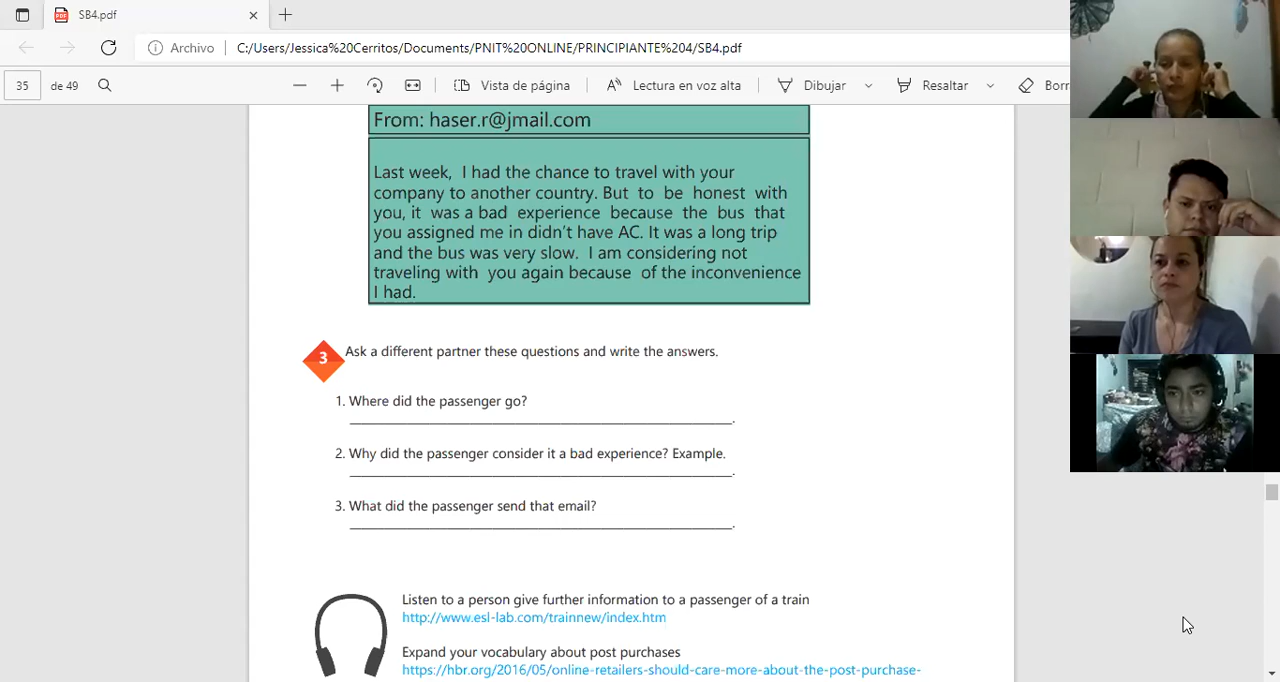 SB4.pdf
Archivo
C:/Users/Jessica%20Cerritos/Documents/PNIT%20ONLINE/PRINCIPIANTE%204/SB4.pdf
35
de 49
Vista de página
Lectura en voz alta
Dibujar
Resaltar
Borr
From: haser.r@jmail.com
Last week, I had the chance to travel with your
company to another country. But to be honest with
you, it was a bad experience because the bus that
you assigned me in didn't have AC. It was a long trip
and the bus was very slow. I am considering not
traveling with you again because of the inconvenience
I had.
3
Ask a different partner these questions and write the answers.
1. Where did the passenger go?
2. Why did the passenger consider it a bad experience? Example.
3. What did the passenger send that email?
Listen to a person give further information to a passenger of a train
http://www.esl-lab.com/trainnew/index.htm
Expand your vocabulary about post purchases
https://hbr.org/2016/05/online-retailers-should-care-more-about-the-post-purchase-